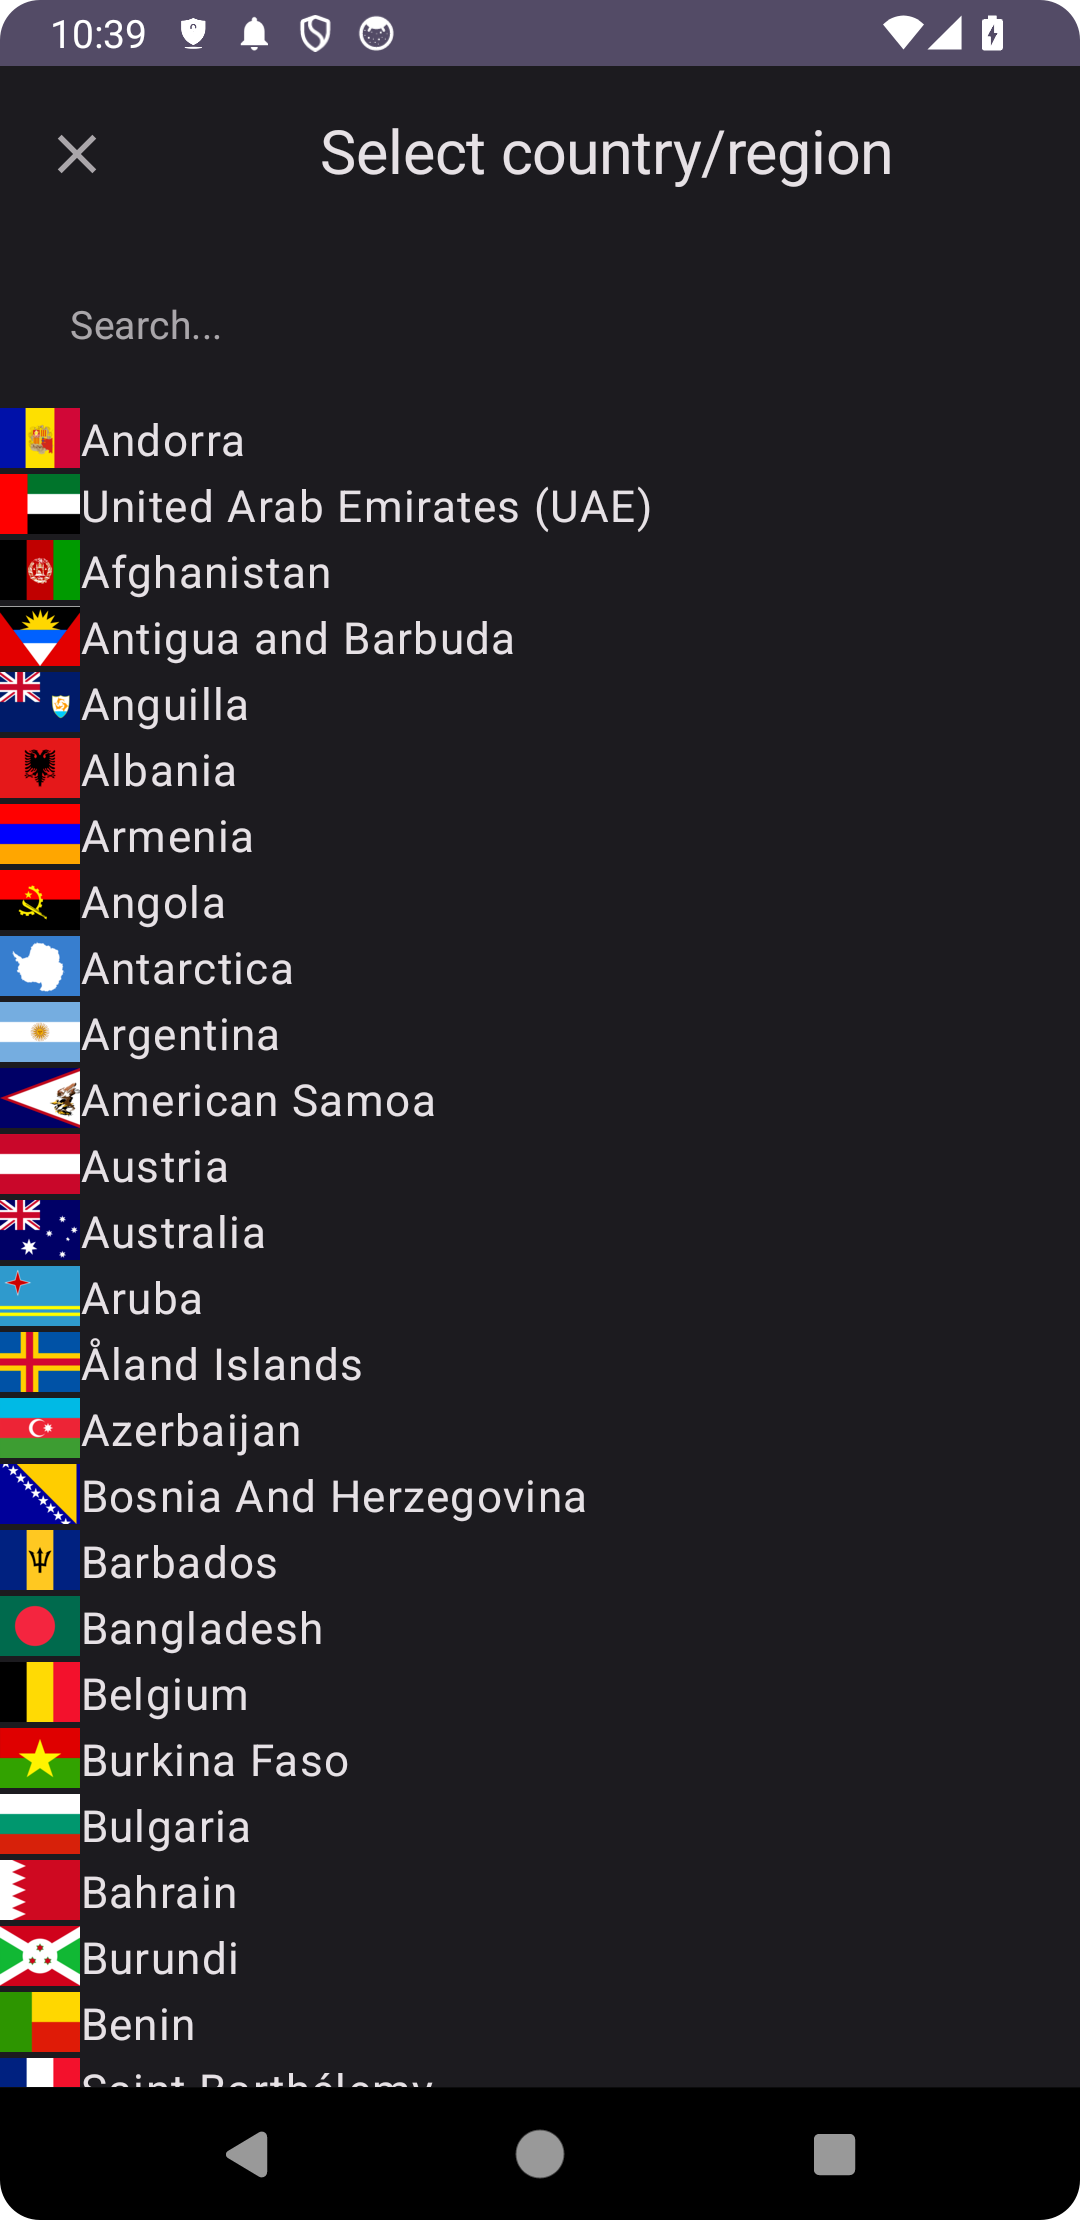 10:39
Select country/region
Search...
Andorra
United Arab Emirates (UAE)
Afghanistan
Antigua and Barbuda
Anguilla
Albania
Armenia
Angola
Antarctica
Argentina
American Samoa
Austria
Australia
Aruba
Åland Islands
Azerbaijan
Bosnia And Herzegovina
Barbados
Bangladesh
Belgium
Burkina Faso
Bulgaria
Bahrain
Burundi
Benin
Saint Barthélemy